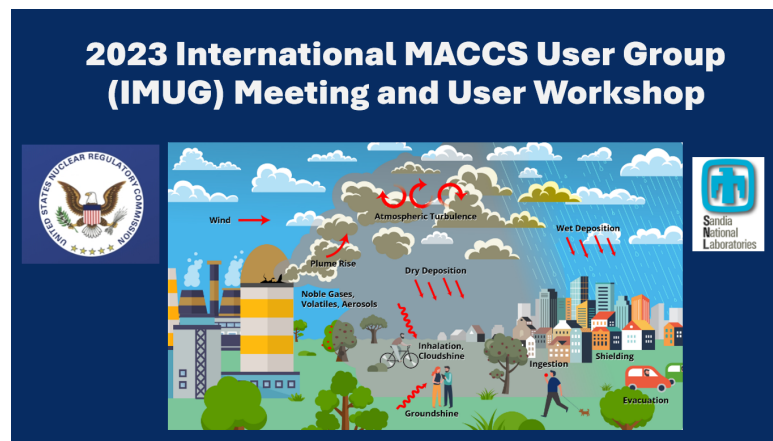 2023 International MACCS User Group
(IMUG) Meeting and User Workshop
UNITED STATES NUCLEAR REGULATORY COMMISSION
Wind
Atmospheric Turbulence
Wet Deposition
Plume Rise
Dry Deposition
Noble Gases,
Volatiles, Aerosols
Inhalation,
Cloudshine
Ingestion
Shielding
Groundshine
Evacuation
Sandia
National
Laboratories